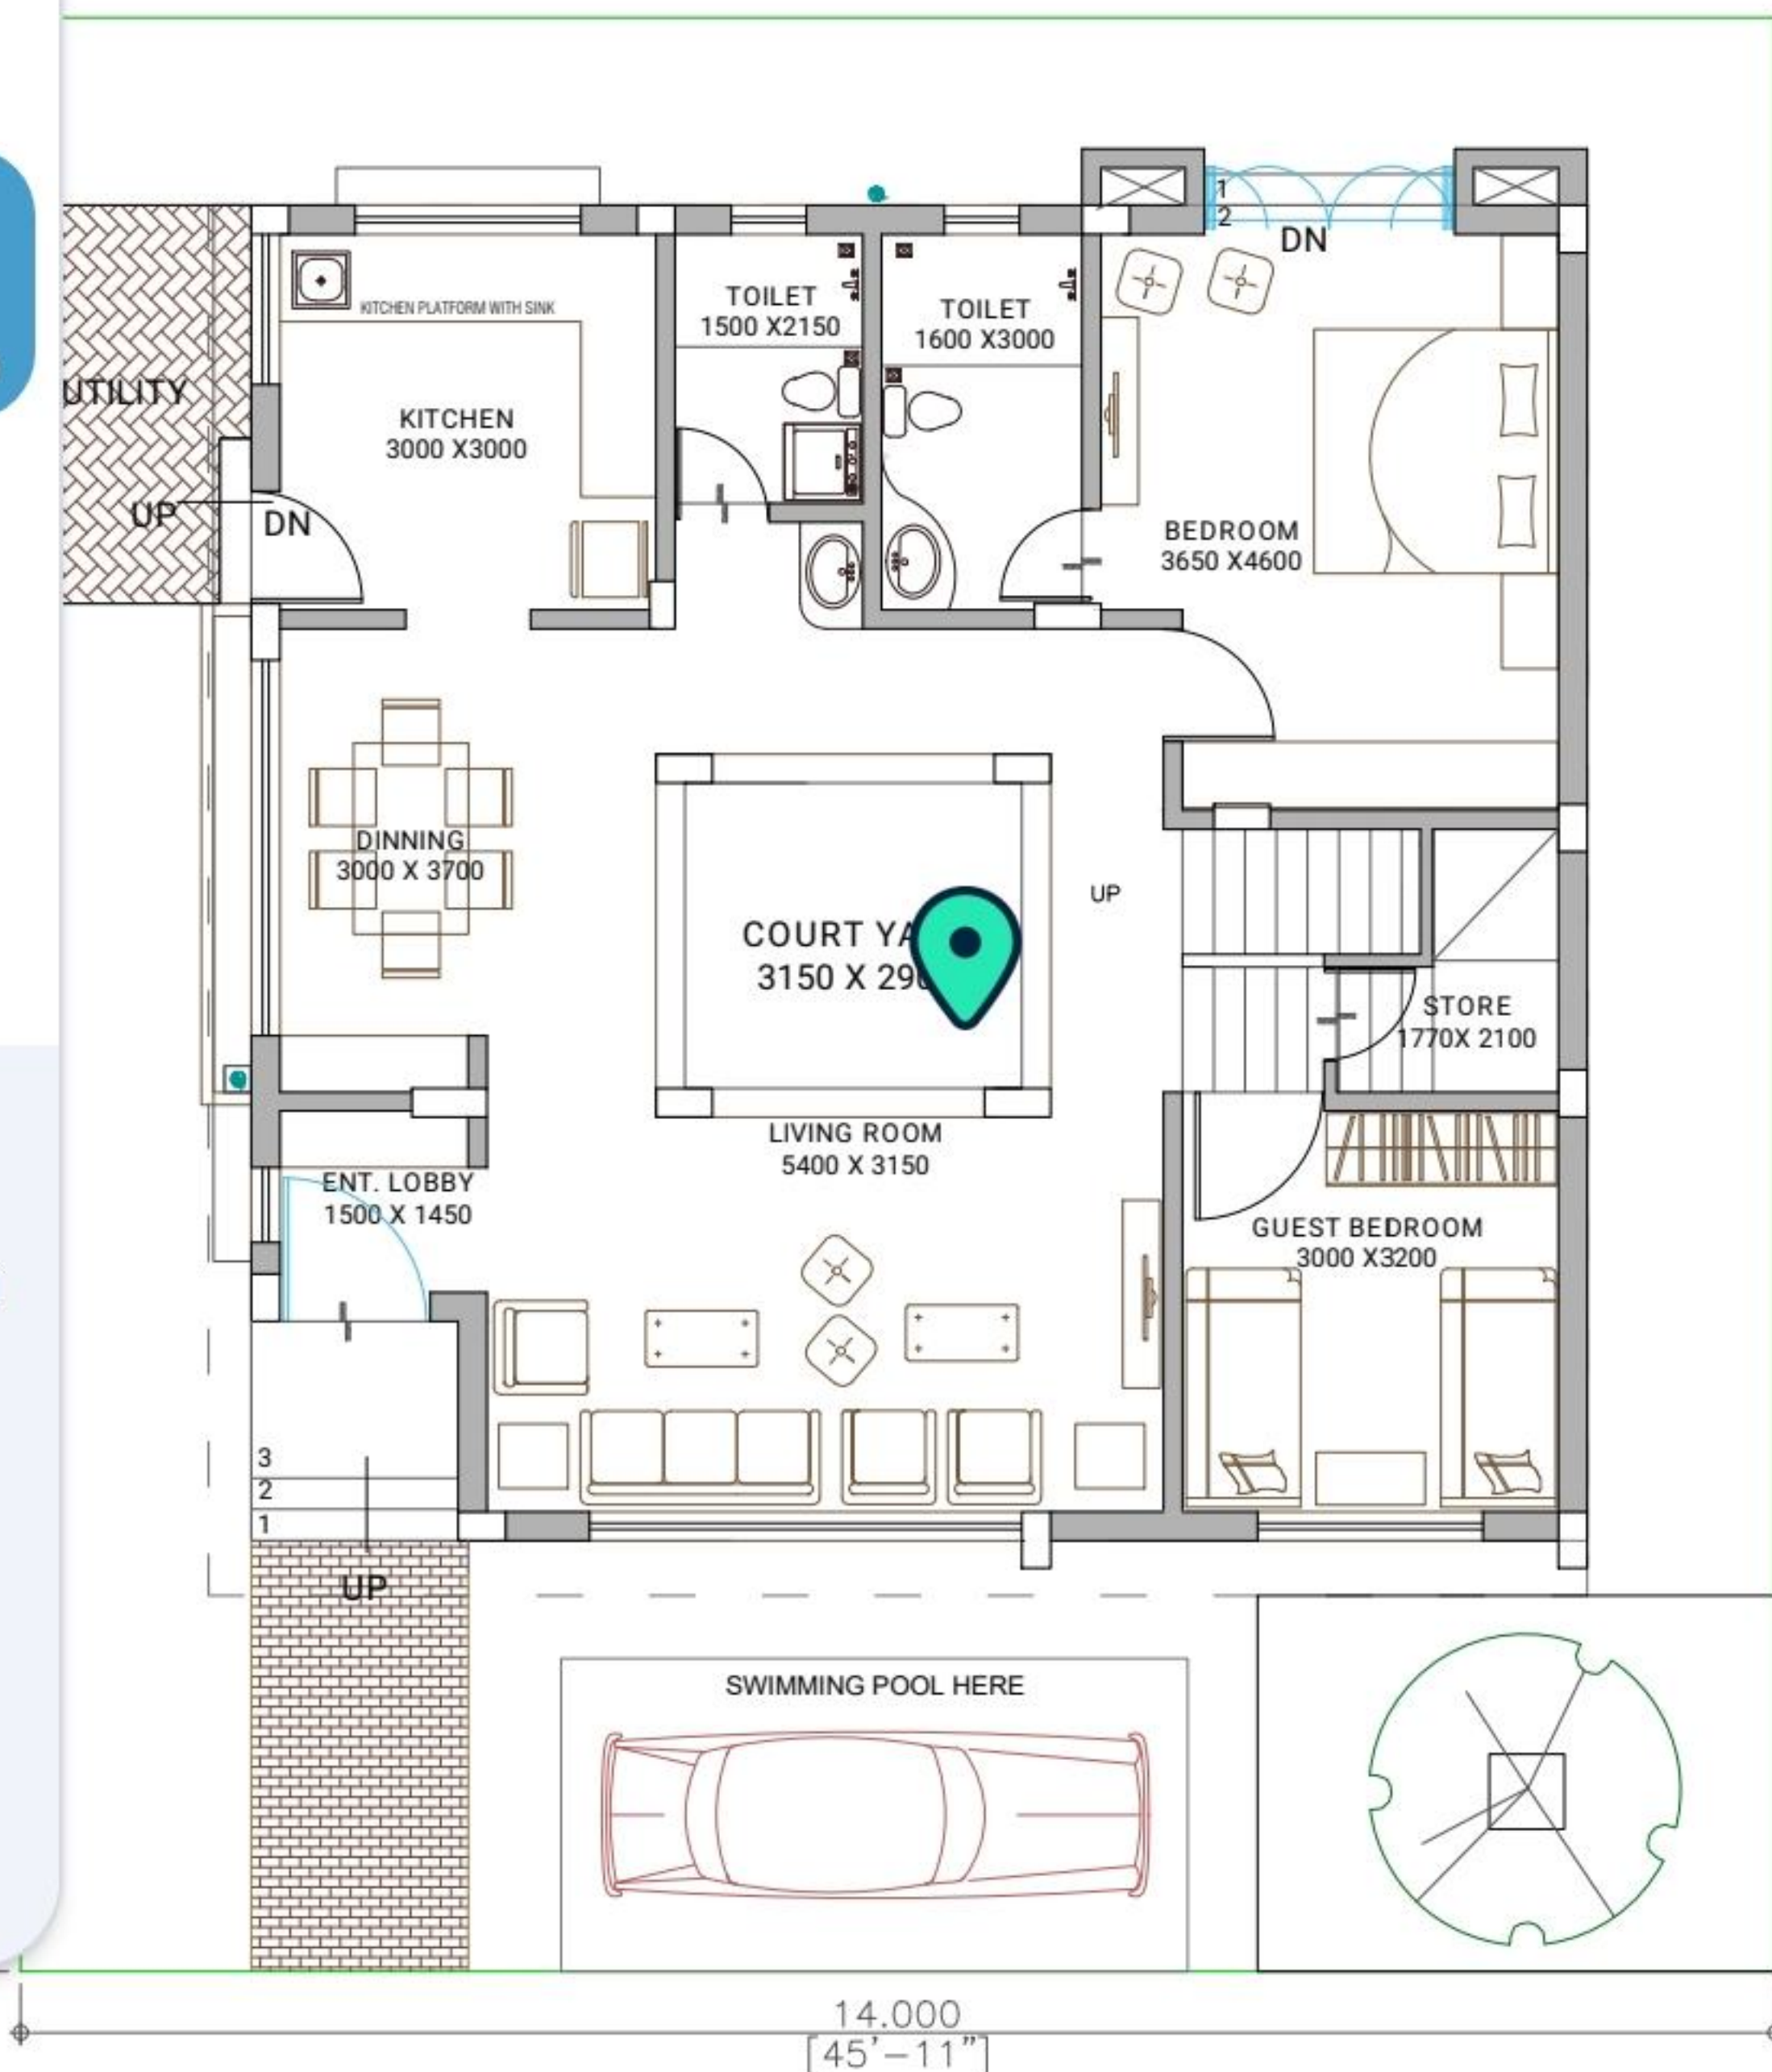 1
2
DN
TOILET
1500 X2150
TOILET
1600 X3000
KITCHEN PLATFORM WITH SINK
UTILITY
KITCHEN
3000 X3000
UP
DN
BEDROOM
3650 X4600
DINNING
3000 X 3700
UP
COURT
3150 X
STORE
1770X 2100
LIVING ROOM
5400 X 3150
ENT. LOBBY
1500 X 1450
GUEST BEDROOM
3000 X3200
3
2
1
UP
SWIMMING POOL HERE
14.000
[45'-11"]